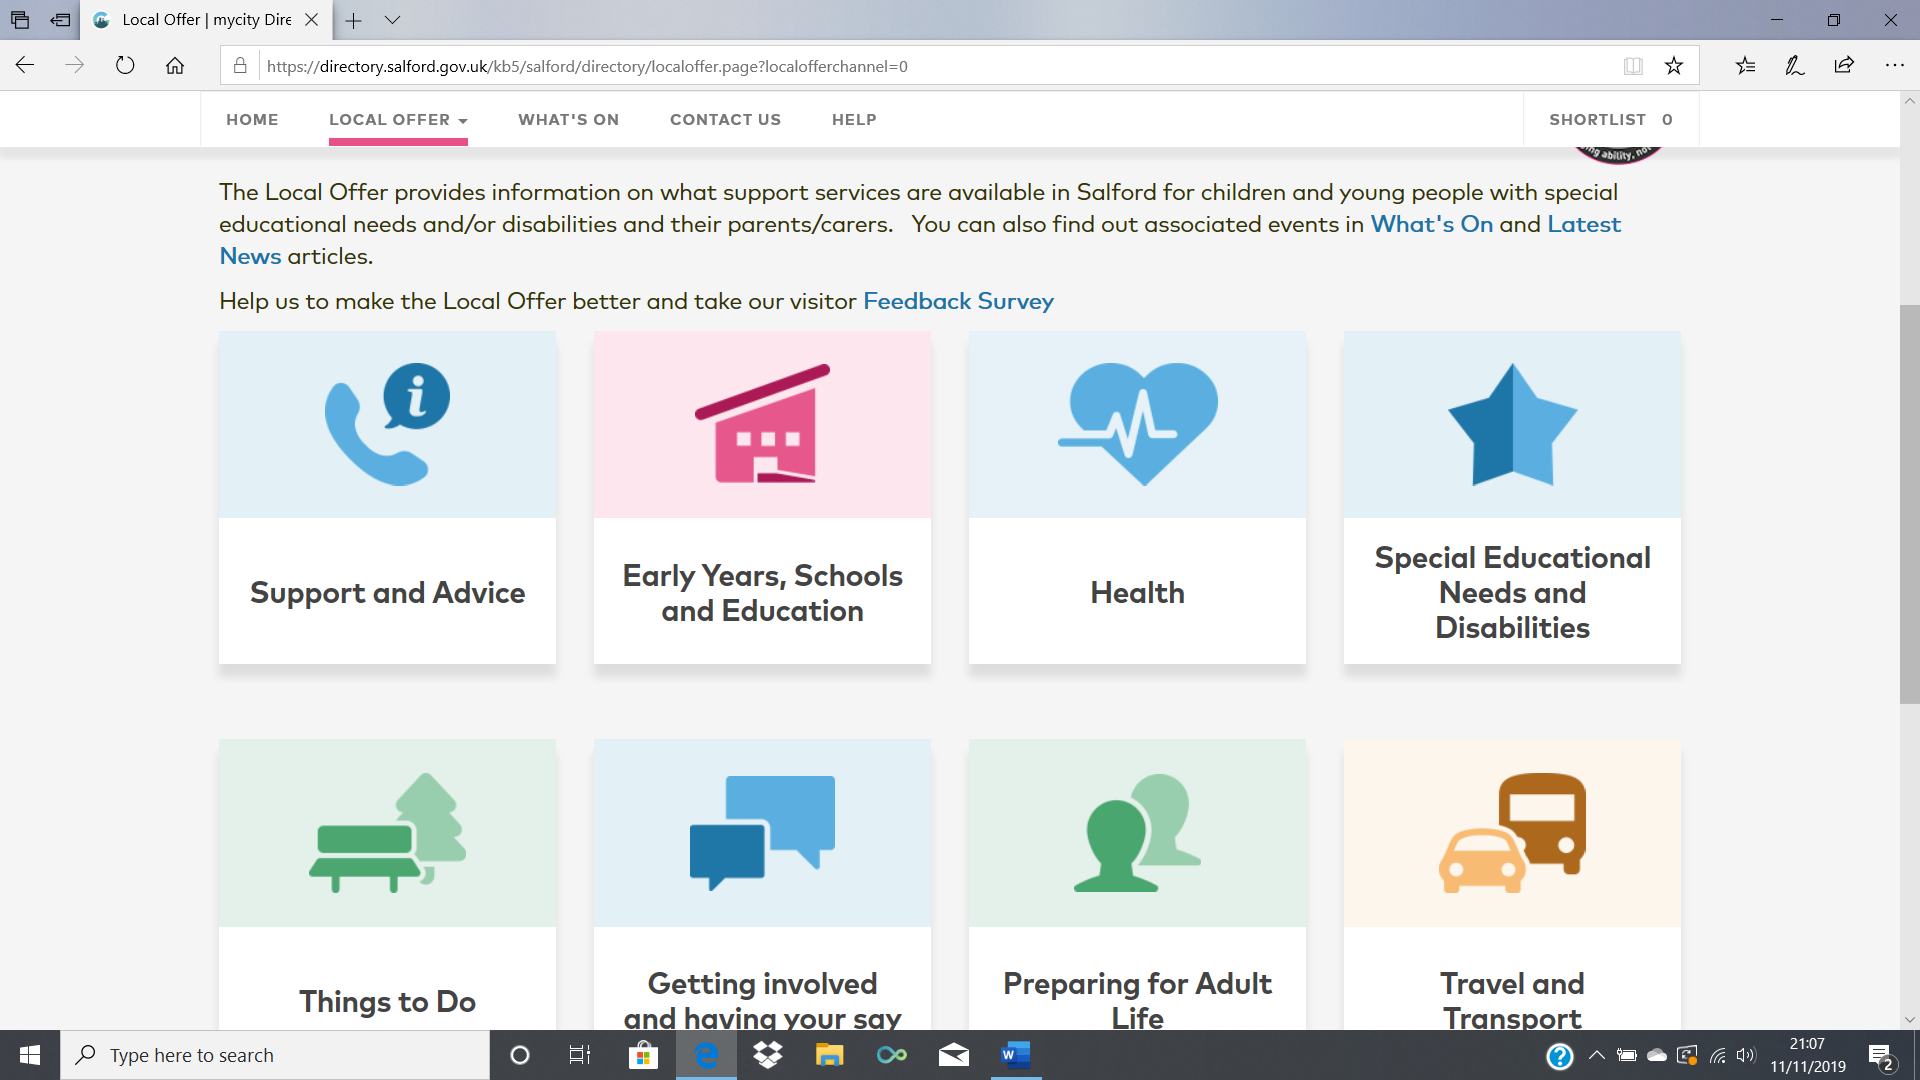 Local Offer | mycity Dire
https://directory.salford.gov.uk/kb5/salford/directory/localoffer.page?localofferchannel=0
HOME LOCAL OFFER WHAT'S ON CONTACT US HELP SHORTLIST 0
ng ability, no
The Local Offer provides information on what support services are available in Salford for children and young people with special
educational needs and/or disabilities and their parents/carers. You can also find out associated events in What's On and Latest
News articles.
Help us to make the Local Offer better and take our visitor Feedback Survey
i
Support and Advice
Early Years, Schools
and Education
Health
Special Educational
Needs and
Disabilities
Things to Do
Getting involved
and having your say
Preparing for Adult
Life
Travel and
Transport
Type here to search
21:07
11/11/2019
2